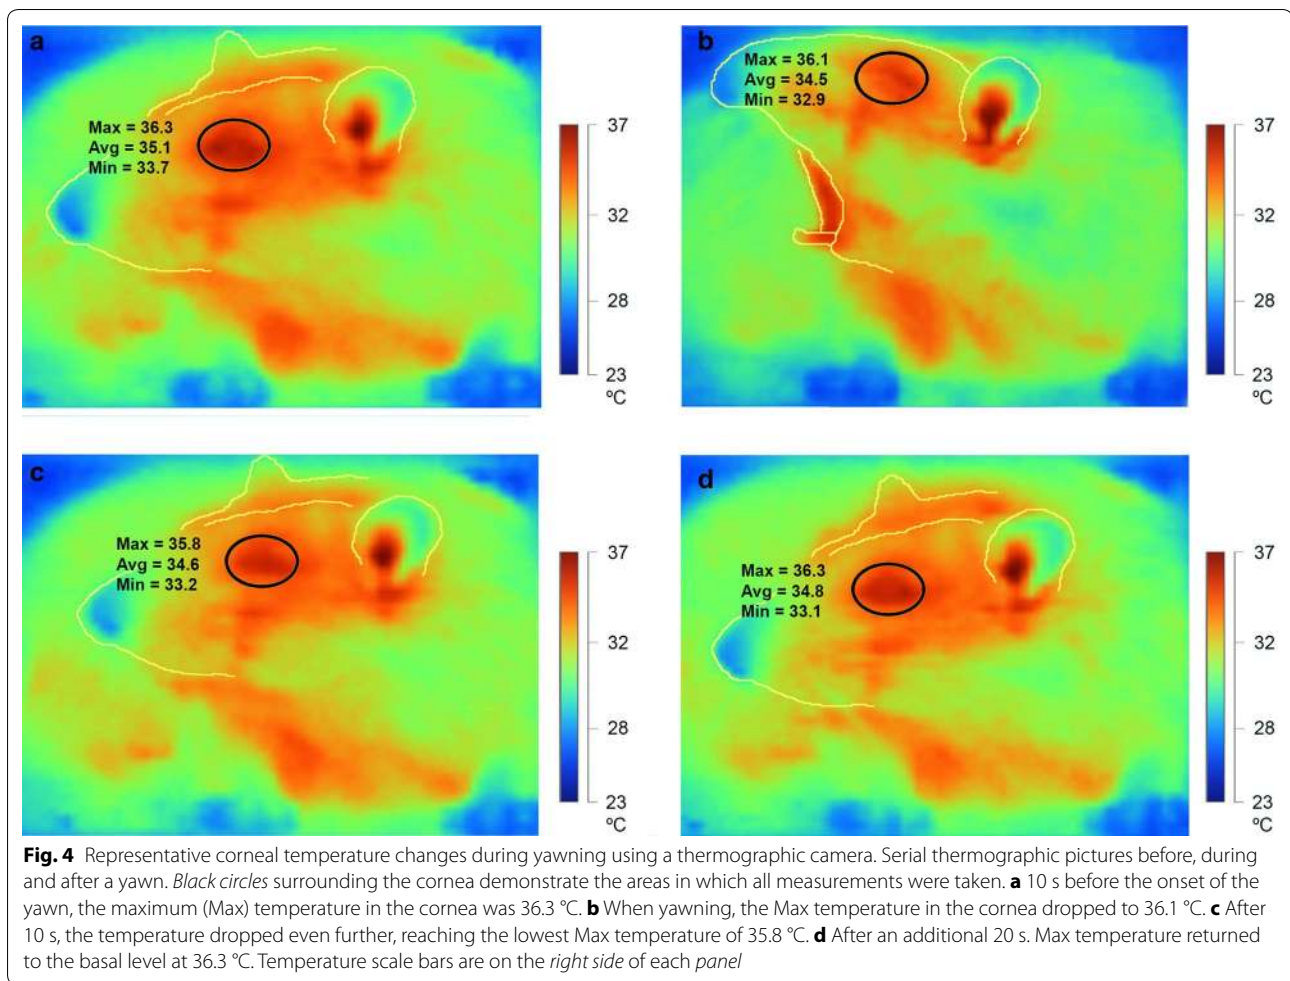 a
Max = 36.3
Avg = 35.1
Min = 33.7
37
32
28
23
ºC
b
Max = 36.1
Avg = 34.5
Min = 32.9
37
32
28
23
ºC
c
Max = 35.8
Avg = 34.6
Min = 33.2
37
32
28
23
ºC
d
Max = 36.3
Avg = 34.8
Min = 33.1
37
32
28
23
ºC
Fig. 4 Representative corneal temperature changes during yawning using a thermographic camera. Serial thermographic pictures before, during
and after a yawn. Black circles surrounding the cornea demonstrate the areas in which all measurements were taken. a 10 s before the onset of the
yawn, the maximum (Max) temperature in the cornea was 36.3 °C. b When yawning, the Max temperature in the cornea dropped to 36.1 °C. c After
10 s, the temperature dropped even further, reaching the lowest Max temperature of 35.8 °C. d After an additional 20 s. Max temperature returned
to the basal level at 36.3 °C. Temperature scale bars are on the right side of each panel